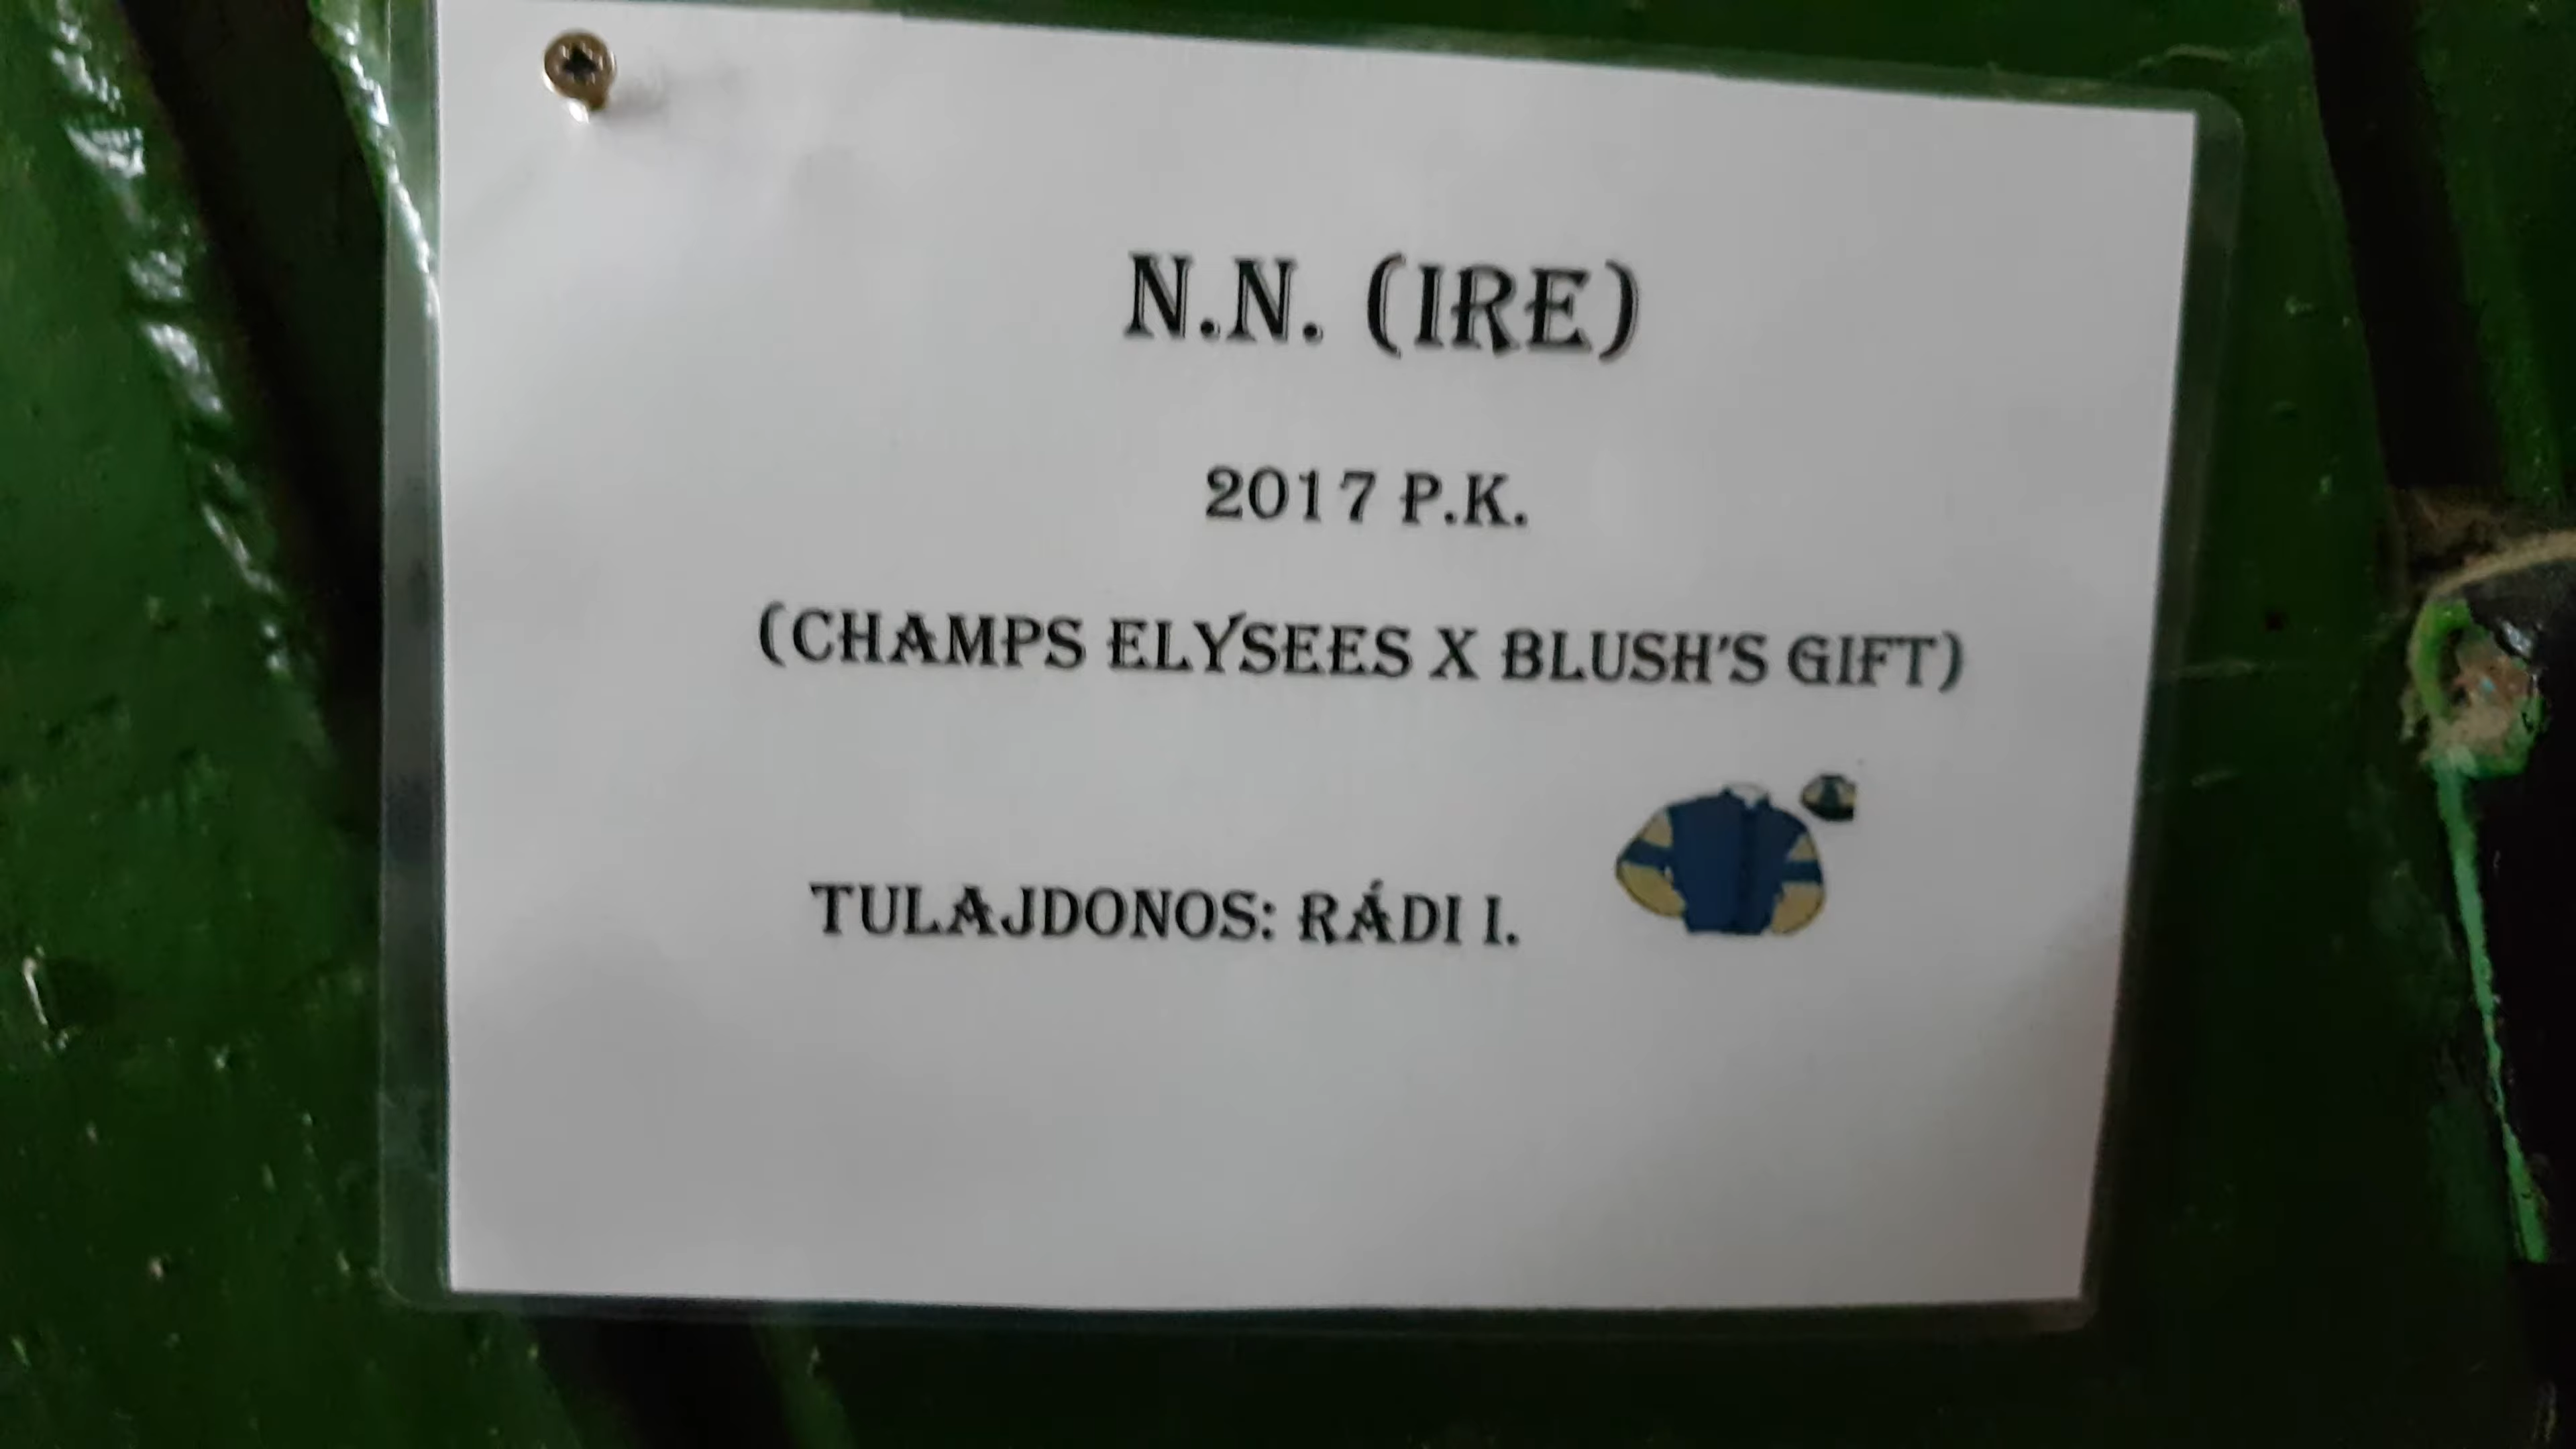 N.N. (IRE)
2017 P.K.
(CHAMPS ELYSEES X BLUSH'S GIFT)
TULAJDONOS: RÁDI I.